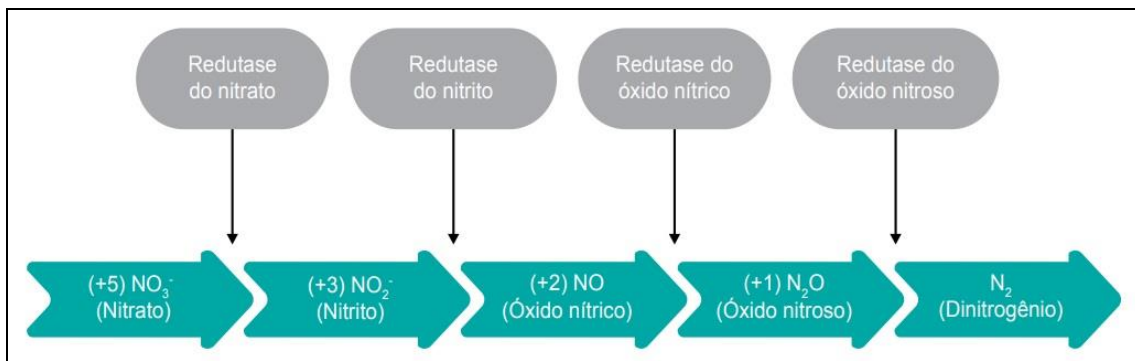 Redutase
do nitrato
Redutase
do nitrito
Redutase do
óxido nítrico
Redutase do
óxido nitroso
(+5) NO₃⁻
(Nitrato)
(+3) NO₂⁻
(Nitrito)
(+2) NO
(Óxido nítrico)
(+1) N₂O
(Óxido nitroso)
N₂
(Dinitrogênio)